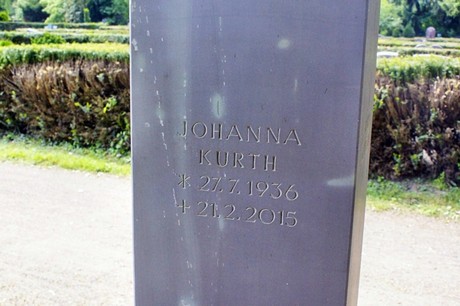 JOHANNA
KURTH
* 27.7.1936
+ 21.2.2015